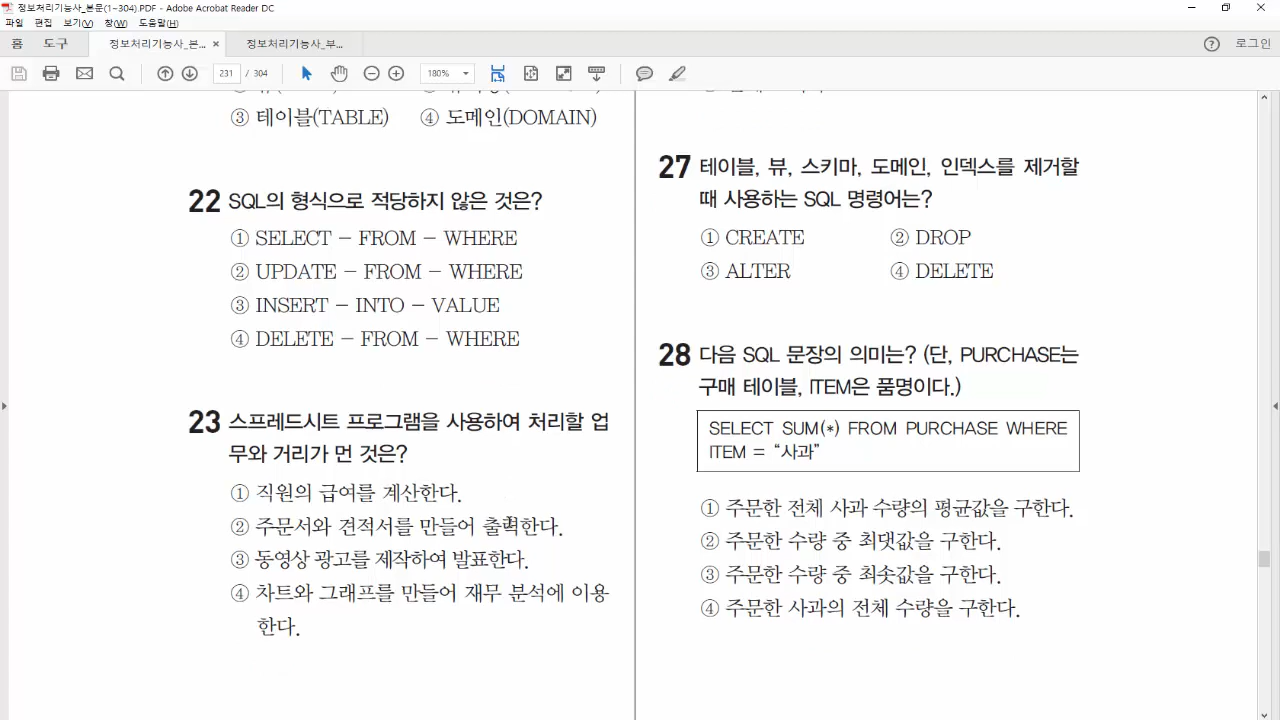 정보처리기능사_본문(1~304).PDF - Adobe Acrobat Reader DC
파일 편집 보기(V) 창(W) 도움말(H)
홈 도구 정보처리기능사_본... × 정보처리기능사_부... 로그인
231 / 304 180%
③ 테이블(TABLE) ④ 도메인(DOMAIN)
22 SQL의 형식으로 적당하지 않은 것은?
① SELECT - FROM - WHERE
② UPDATE - FROM - WHERE
③ INSERT - INTO - VALUE
④ DELETE - FROM - WHERE
23 스프레드시트 프로그램을 사용하여 처리할 업
무와 거리가 먼 것은?
① 직원의 급여를 계산한다.
② 주문서와 견적서를 만들어 출력한다.
③ 동영상 광고를 제작하여 발표한다.
④ 차트와 그래프를 만들어 재무 분석에 이용
한다.
27 테이블, 뷰, 스키마, 도메인, 인덱스를 제거할
때 사용하는 SQL 명령어는?
① CREATE ② DROP
③ ALTER ④ DELETE
28 다음 SQL 문장의 의미는? (단, PURCHASE는
구매 테이블, ITEM은 품명이다.)
SELECT SUM(*) FROM PURCHASE WHERE
ITEM = “사과”
① 주문한 전체 사과 수량의 평균값을 구한다.
② 주문한 수량 중 최댓값을 구한다.
③ 주문한 수량 중 최솟값을 구한다.
④ 주문한 사과의 전체 수량을 구한다.